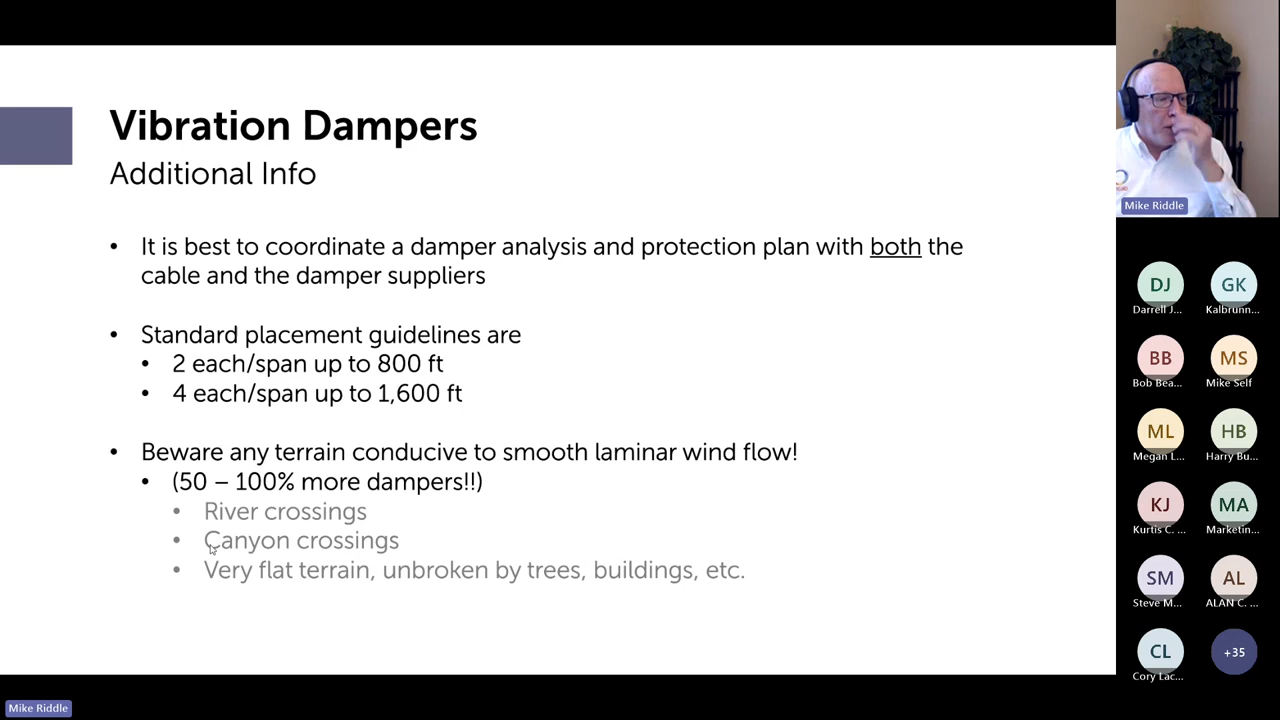 Vibration Dampers
Additional Info
• It is best to coordinate a damper analysis and protection plan with both the
cable and the damper suppliers
• Standard placement guidelines are
• 2 each/span up to 800 ft
• 4 each/span up to 1,600 ft
• Beware any terrain conducive to smooth laminar wind flow!
• (50 – 100% more dampers!!)
• River crossings
• Canyon crossings
• Very flat terrain, unbroken by trees, buildings, etc.
Mike Riddle
DJ GK
Darrell J... Kalbrunn...
BB MS
Bob Bea... Mike Self
ML HB
Megan L... Harry Bu...
KJ MA
Kurtis C. ... Marketin...
SM AL
Steve M... ALAN C. ...
CL +35
Cory Lac...
Mike Riddle